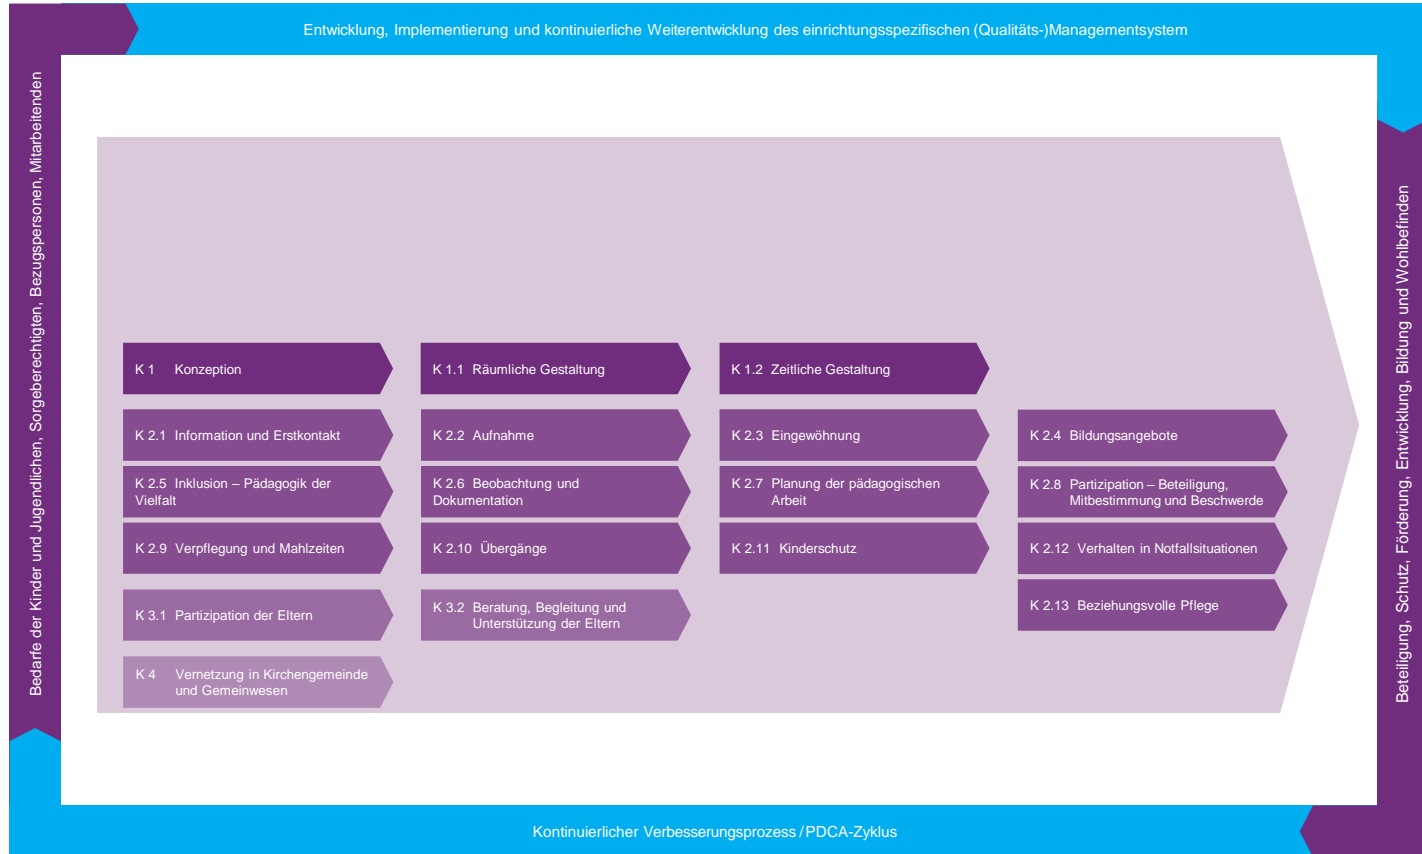 Entwicklung, Implementierung und kontinuierliche Weiterentwicklung des einrichtungsspezifischen (Qualitäts-)Managementsystem
Bedarfe der Kinder und Jugendlichen, Sorgeberechtigten, Bezugspersonen, Mitarbeitenden
K 1 Konzeption
K 1.1 Räumliche Gestaltung
K 1.2 Zeitliche Gestaltung
K 2.1 Information und Erstkontakt
K 2.2 Aufnahme
K 2.3 Eingewöhnung
K 2.4 Bildungsangebote
K 2.5 Inklusion – Pädagogik der
Vielfalt
K 2.6 Beobachtung und
Dokumentation
K 2.7 Planung der pädagogischen
Arbeit
K 2.8 Partizipation – Beteiligung,
Mitbestimmung und Beschwerde
K 2.9 Verpflegung und Mahlzeiten
K 2.10 Übergänge
K 2.11 Kinderschutz
K 2.12 Verhalten in Notfallsituationen
K 2.13 Beziehungsvolle Pflege
K 3.1 Partizipation der Eltern
K 3.2 Beratung, Begleitung und
Unterstützung der Eltern
K 4 Vernetzung in Kirchengemeinde
und Gemeinwesen
Beteiligung, Schutz, Förderung, Entwicklung, Bildung und Wohlbefinden
Kontinuierlicher Verbesserungsprozess / PDCA-Zyklus